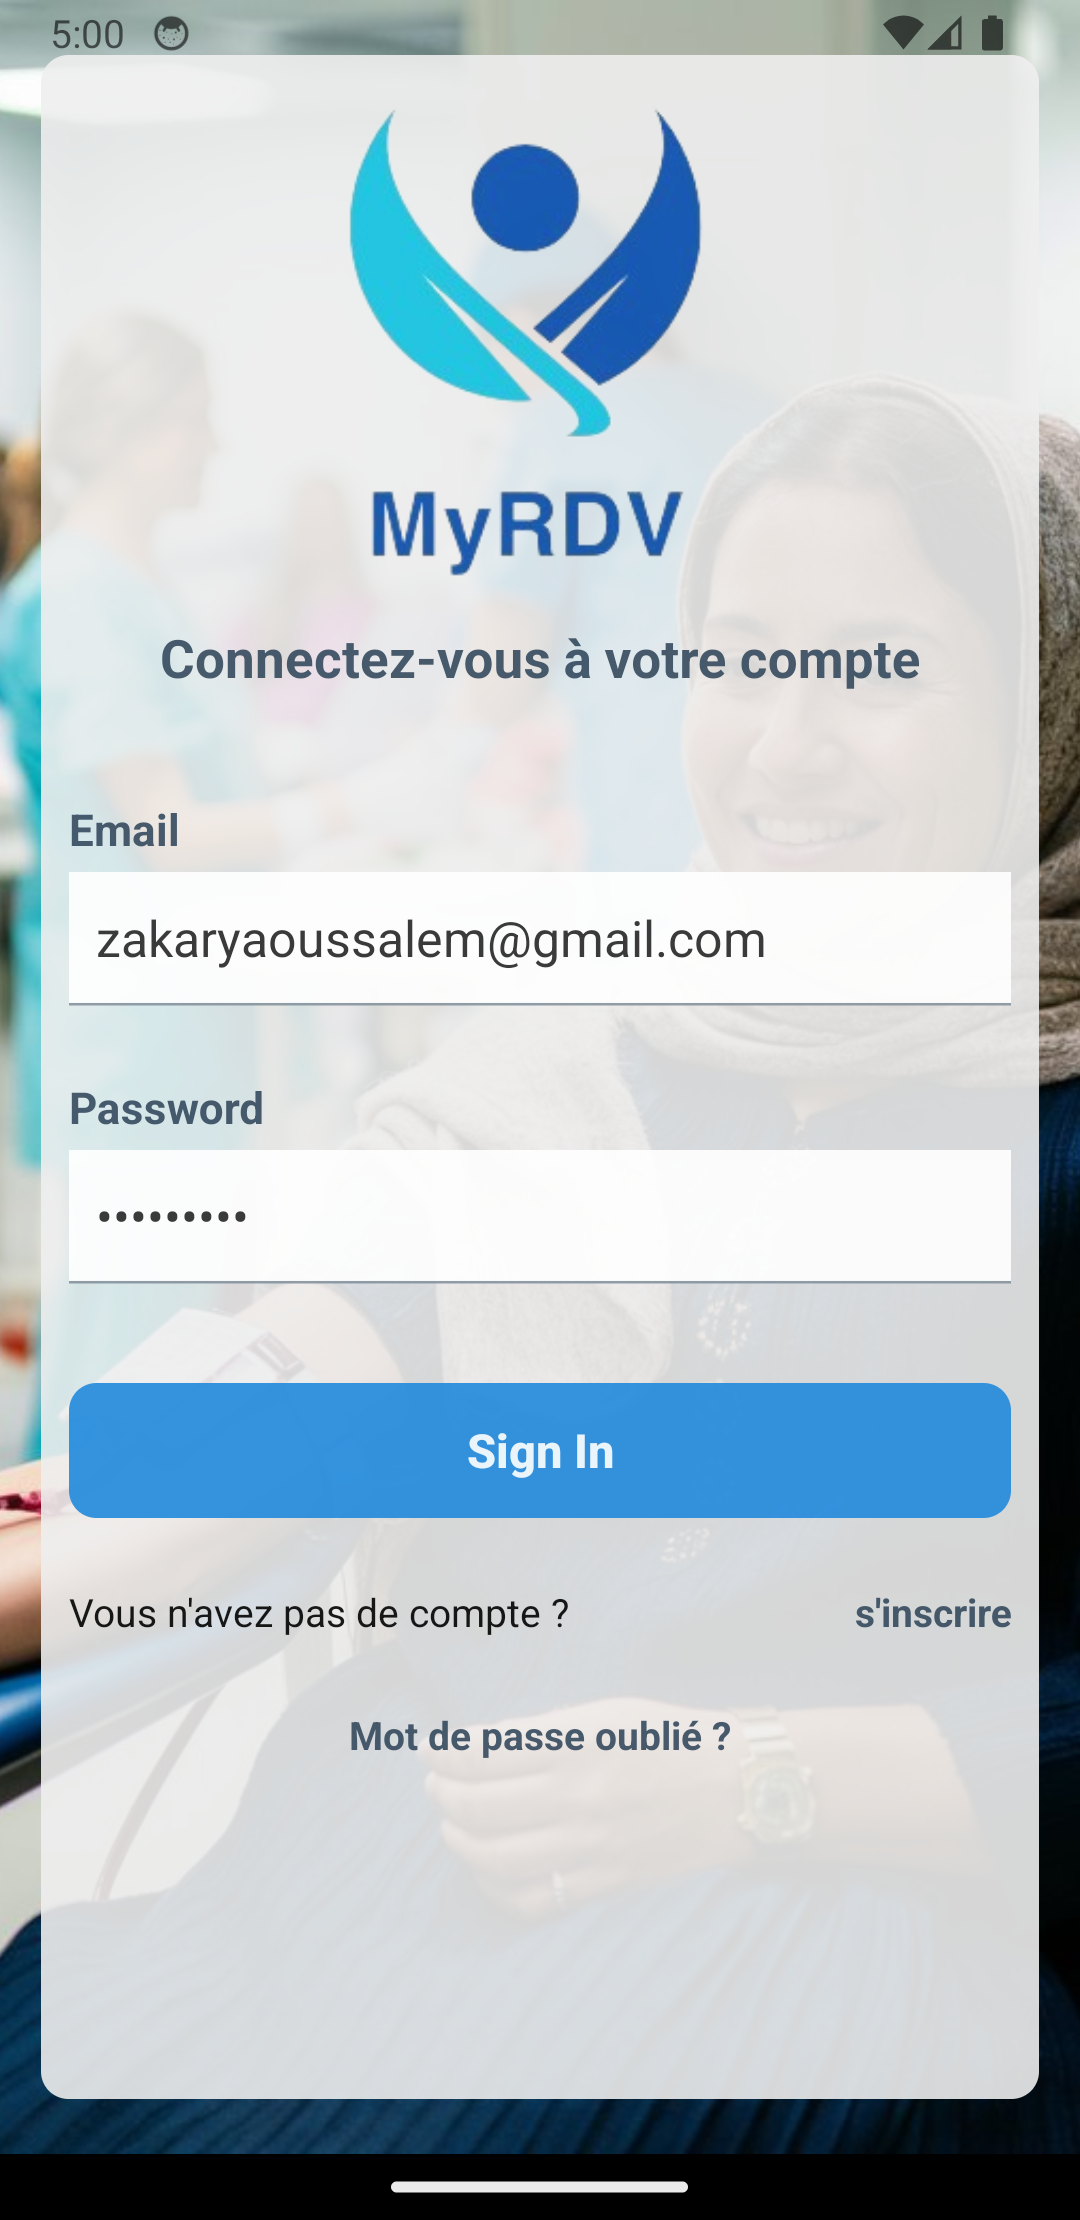 5:00
MyRDV
Connectez-vous à votre compte
Email
zakaryaoussalem@gmail.com
Password
•••••••••
Sign In
Vous n'avez pas de compte ? s'inscrire
Mot de passe oublié ?